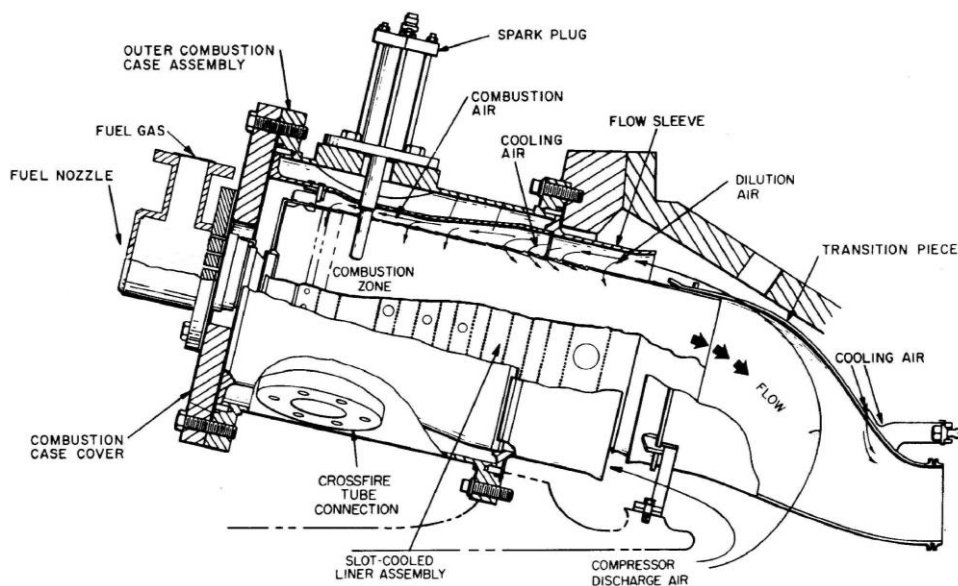 SPARK PLUG
OUTER COMBUSTION
CASE ASSEMBLY
COMBUSTION
AIR
FUEL GAS
COOLING
AIR
FLOW SLEEVE
FUEL NOZZLE
DILUTION
AIR
TRANSITION PIECE
COMBUSTION
ZONE
COOLING AIR
FLOW
COMBUSTION
CASE COVER
CROSSFIRE
TUBE
CONNECTION
SLOT-COOLED
LINER ASSEMBLY
COMPRESSOR
DISCHARGE AIR